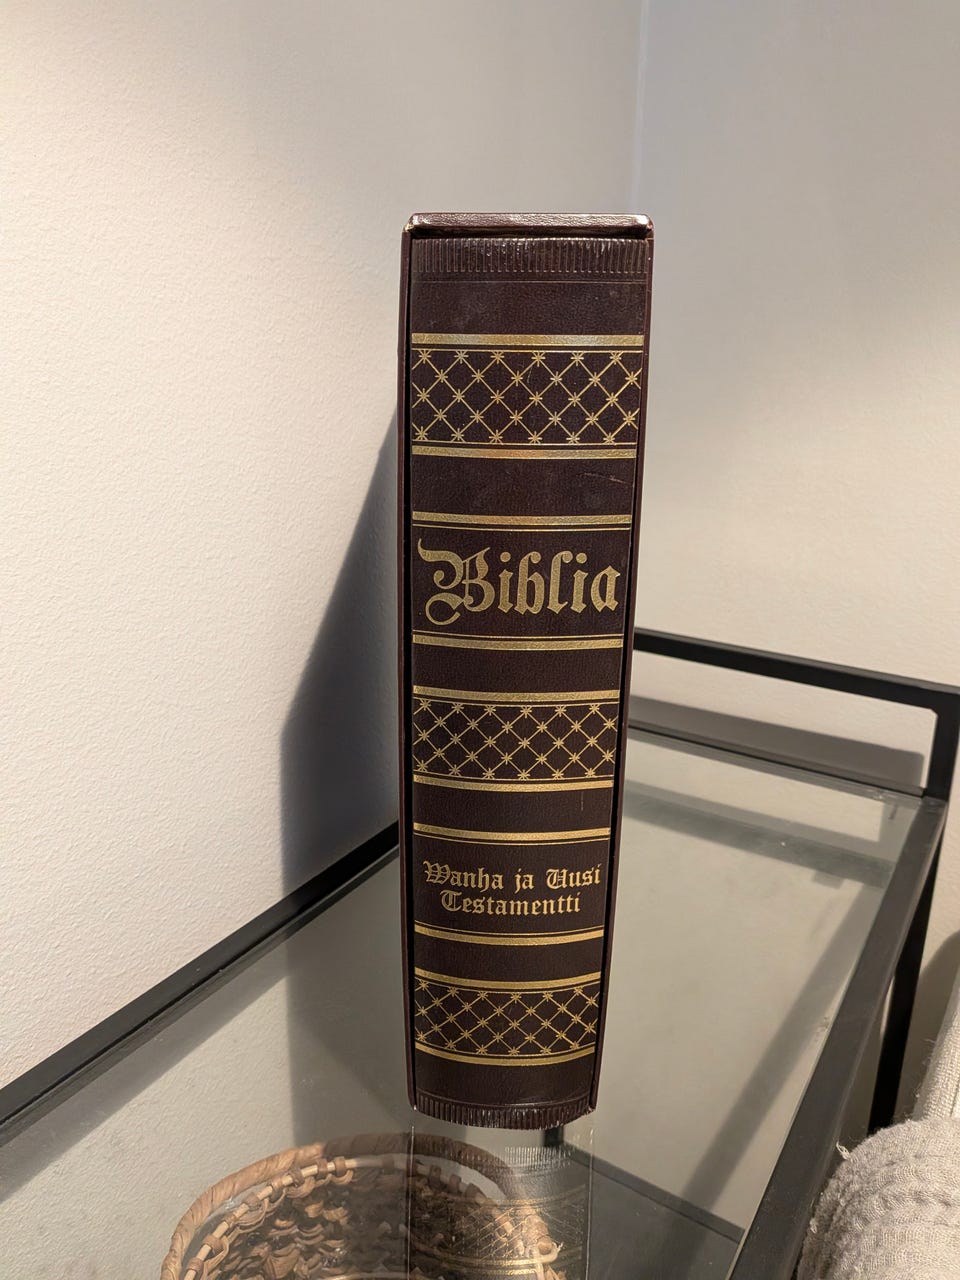 Biblia
Wanha ja Uusi
Testamentti